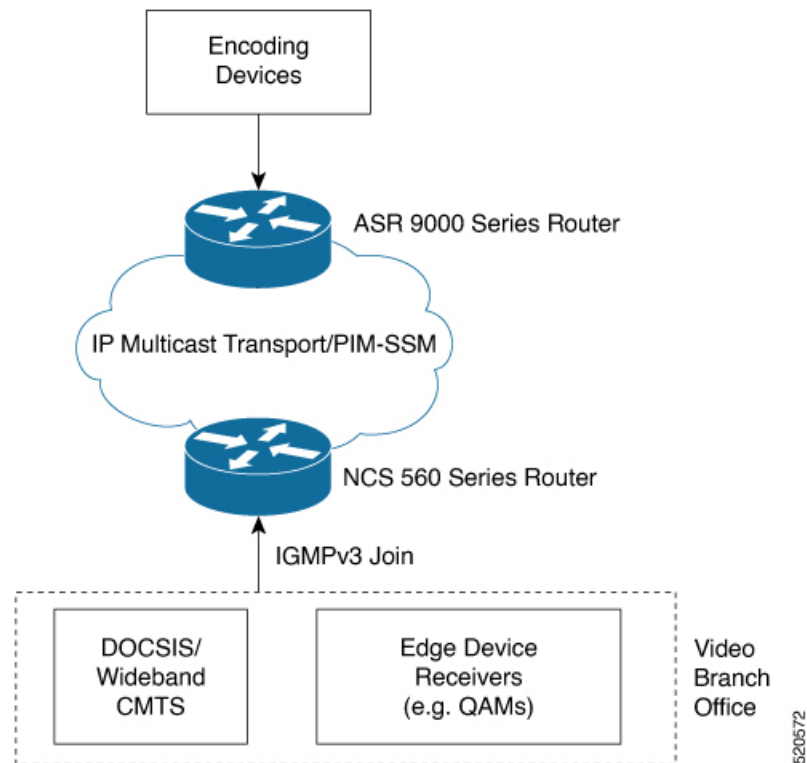 Encoding
Devices
ASR 9000 Series Router
IP Multicast Transport/PIM-SSM
NCS 560 Series Router
IGMPv3 Join
DOCSIS/
Wideband
CMTS
Edge Device
Receivers
(e.g. QAMs)
Video
Branch
Office
520572